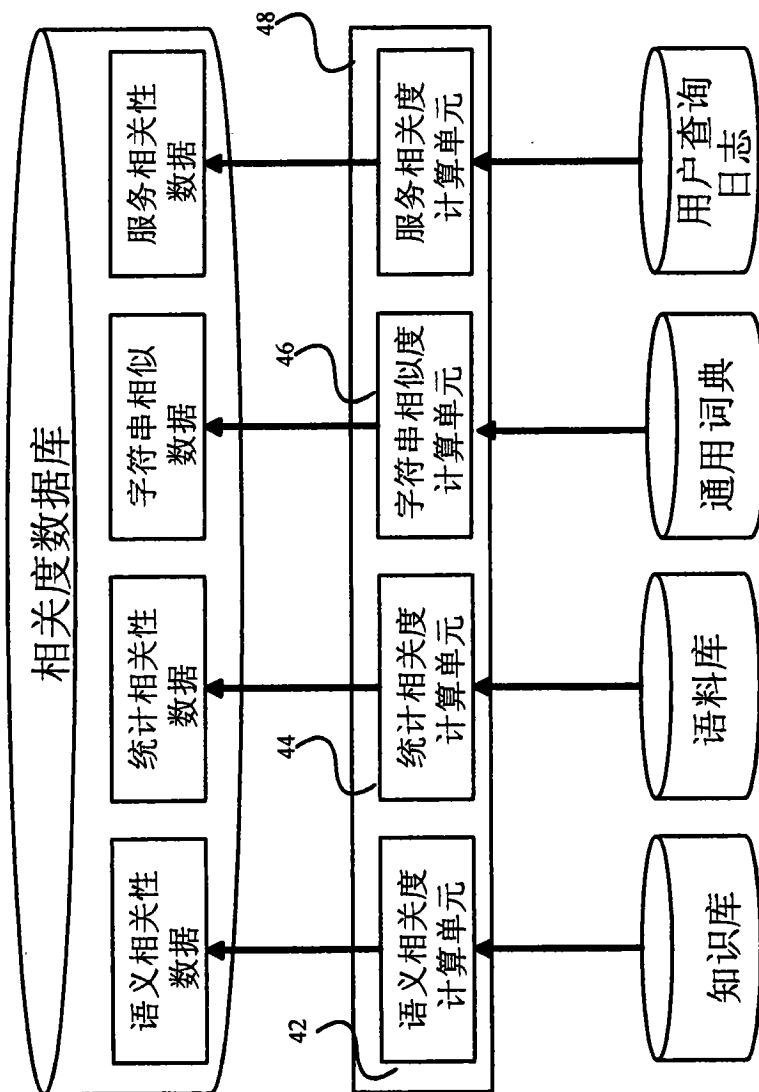 相关度数据库
语义相关性
数据
统计相关性
数据
字符串相似
数据
服务相关性
数据
42
44
46
48
语义相关度
计算单元
统计相关度
计算单元
字符串相似度
计算单元
服务相关度
计算单元
知识库
语料库
通用词典
用户查询
日志